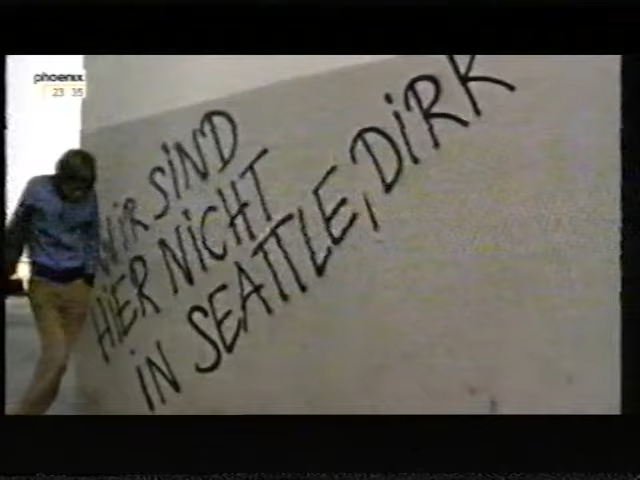 phoenix
23 35
WiR SiND
HiER NiCHT
iN SEATTLE, DiRK